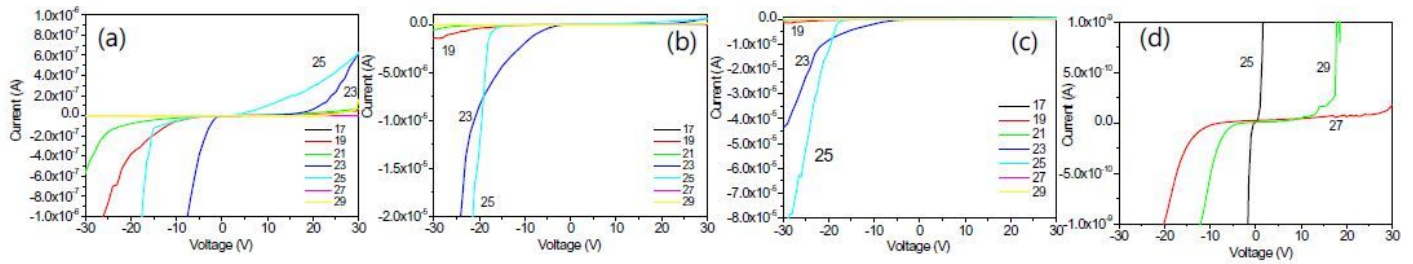 (a)
Current (A)
1.0x10⁻⁶
8.0x10⁻⁷
6.0x10⁻⁷
4.0x10⁻⁷
2.0x10⁻⁷
0.0
-2.0x10⁻⁷
-4.0x10⁻⁷
-6.0x10⁻⁷
-8.0x10⁻⁷
-1.0x10⁻⁶
25
23
17
19
21
23
25
27
29
-30 -20 -10 0 10 20 30
Voltage (V)
(b)
Current (A)
0.0
-5.0x10⁻⁶
-1.0x10⁻⁵
-1.5x10⁻⁵
-2.0x10⁻⁵
19
23
25
17
19
21
23
25
27
29
-30 -20 -10 0 10 20 30
Voltage (V)
(c)
Current (A)
0.0
-1.0x10⁻⁵
-2.0x10⁻⁵
-3.0x10⁻⁵
-4.0x10⁻⁵
-5.0x10⁻⁵
-6.0x10⁻⁵
-7.0x10⁻⁵
-8.0x10⁻⁵
19
23
25
17
19
21
23
25
27
29
-30 -20 -10 0 10 20 30
Voltage (V)
(d)
Current (A)
1.0x10⁻⁹
5.0x10⁻¹⁰
0.0
-5.0x10⁻¹⁰
-1.0x10⁻⁹
25
29
27
-30 -20 -10 0 10 20 30
Voltage (V)